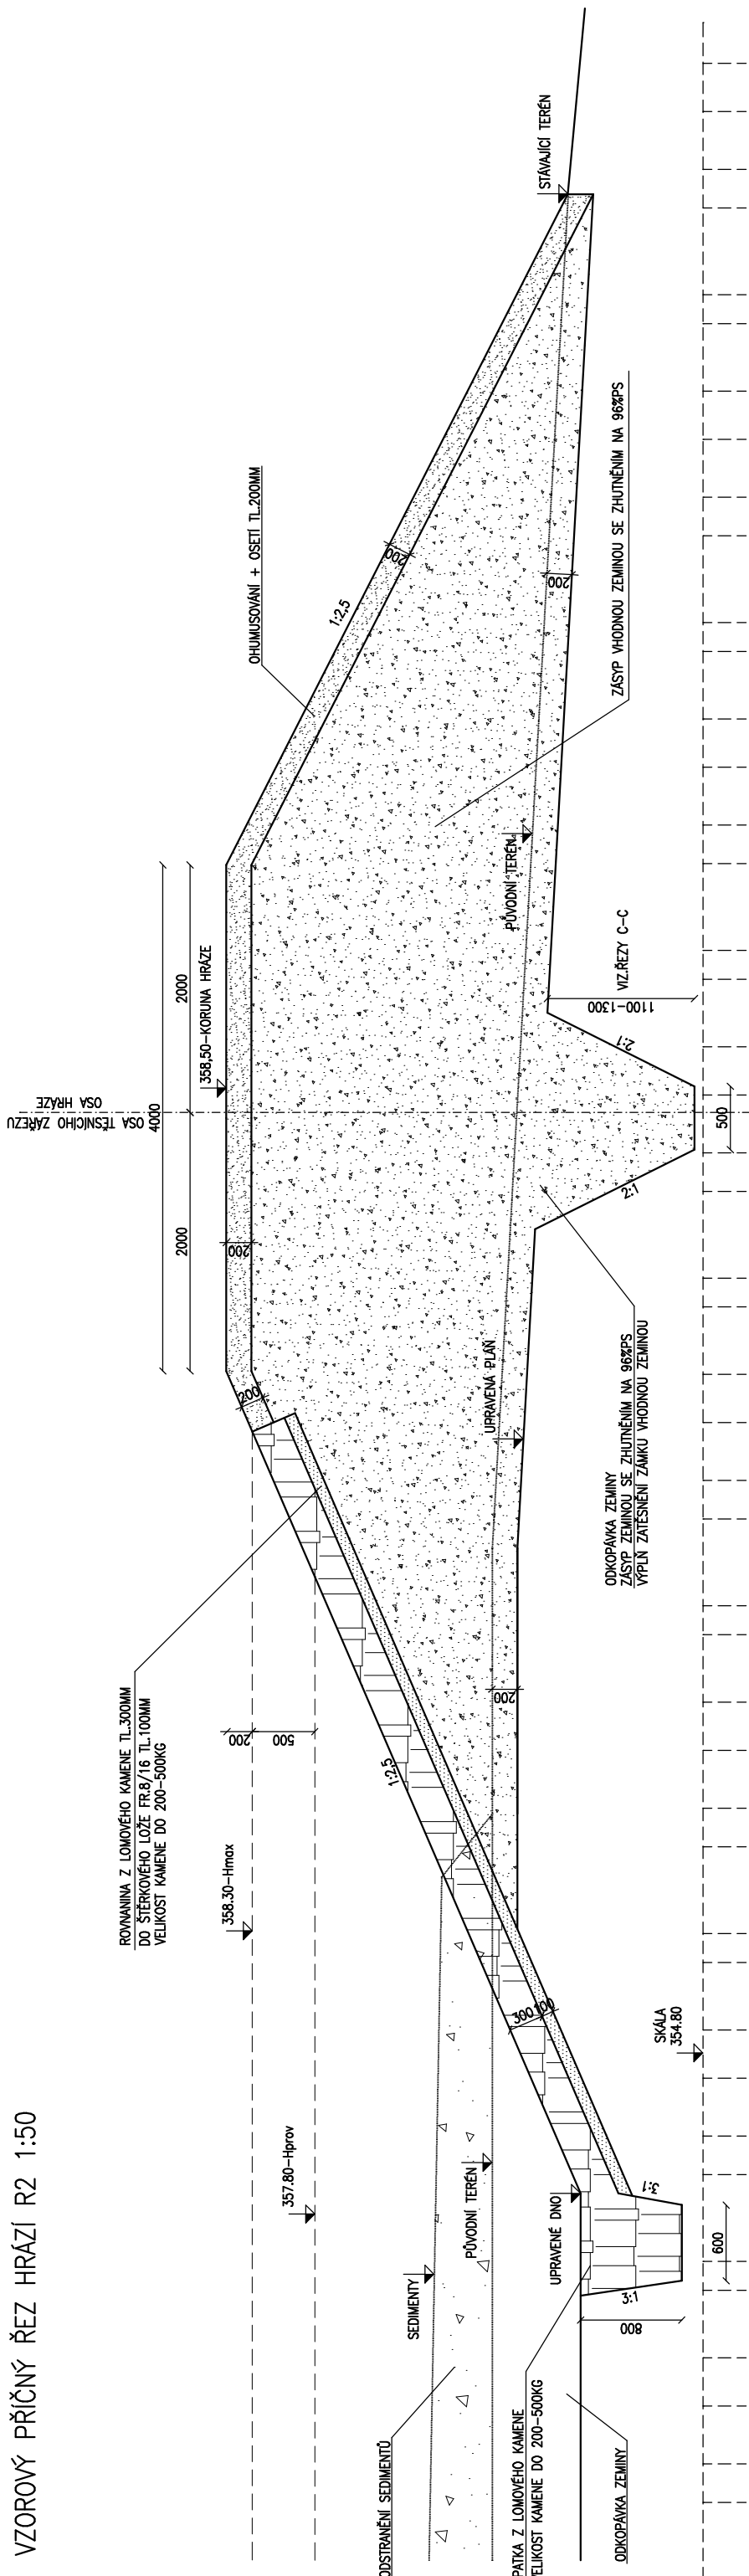 VZOROVÝ PŘÍČNÝ ŘEZ HRÁZÍ R2 1:50
OSA TĚSNÍCÍHO ZÁŘEZU
OSA HRÁZE
4000
2000
2000
358,50-KORUNA HRÁZE
200
200
ROVNANINA Z LOMOVÉHO KAMENE TL.300MM
DO ŠTĚRKOVÉHO LOŽE FR.8/16 TL.100MM
VELIKOST KAMENE DO 200-500KG
358.30-Hmax
357.80-Hprov
200
500
1:2,5
OHUMUSOVÁNÍ + OSETÍ TL.200MM
1:2,5
200
STÁVAJÍCÍ TERÉN
200
ZÁSYP VHODNOU ZEMINOU SE ZHUTNĚNÍM NA 96%PS
PŮVODNÍ TERÉN
UPRAVENÁ PLÁŇ
200
VIZ.ŘEZY C-C
1100-1300
2:1
2:1
500
ODKOPÁVKA ZEMINY
ZÁSYP ZEMINOU SE ZHUTNĚNÍM NA 96%PS
VÝPLŇ ZATĚSNĚNÍ ZÁMKU VHODNOU ZEMINOU
300
100
SKÁLA
354.80
SEDIMENTY
PŮVODNÍ TERÉN
UPRAVENÉ DNO
3:1
3:1
600
800
ODSTRANĚNÍ SEDIMENTŮ
PATKA Z LOMOVÉHO KAMENE
VELIKOST KAMENE DO 200-500KG
ODKOPÁVKA ZEMINY